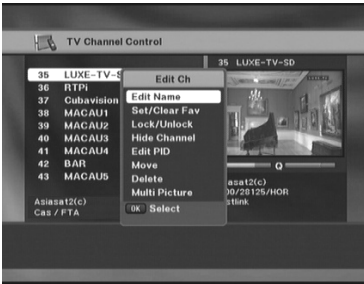 TV Channel Control
35 LUXE-TV-SD
35 LUXE-TV-S
36 RTPi
37 Cubavision
38 MACAU1
39 MACAU2
40 MACAU3
41 MACAU4
42 BAR
43 MACAU5
Edit Ch
Edit Name
Set/Clear Fav
Lock/Unlock
Hide Channel
Edit PID
Move
Delete
Multi Picture
OK Select
Q
Asiasat2(c)
Cas / FTA
asat2(c)
00/28125/HOR
stlink